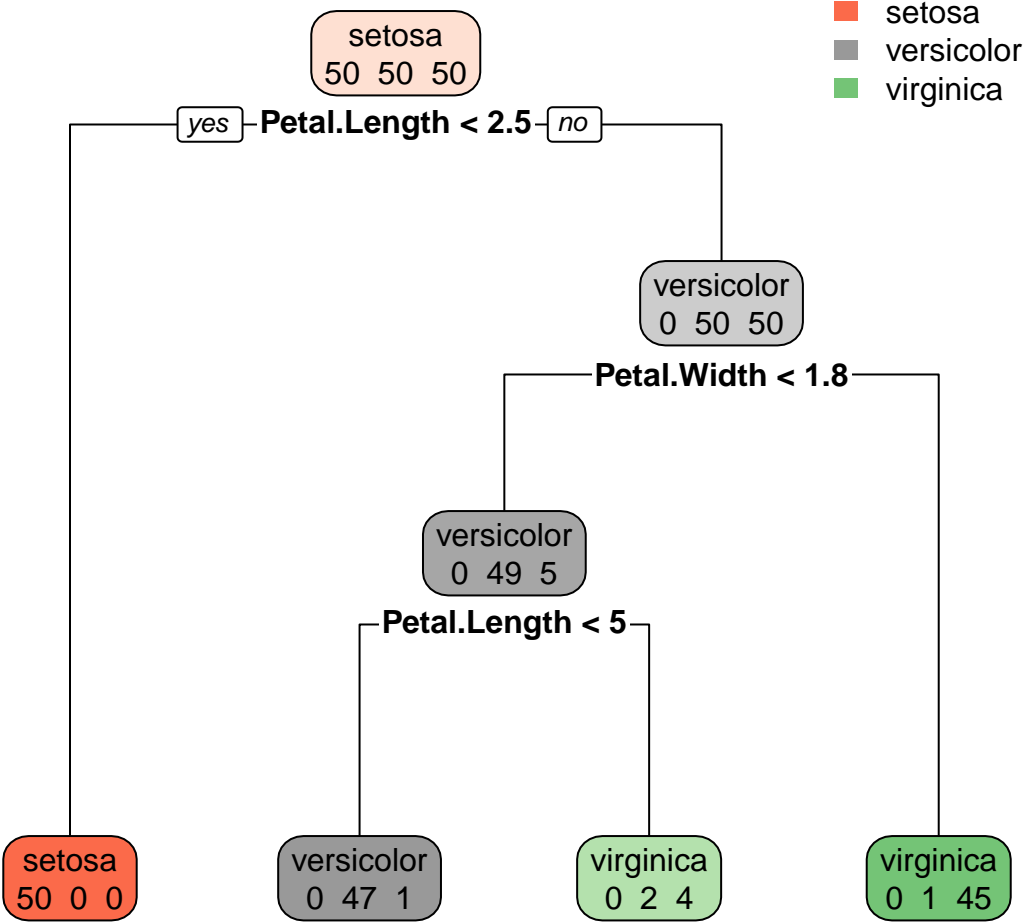 setosa
50 50 50
setosa
versicolor
virginica
yes Petal.Length < 2.5 no
versicolor
0 50 50
Petal.Width < 1.8
versicolor
0 49 5
Petal.Length < 5
setosa
50 0 0
versicolor
0 47 1
virginica
0 2 4
virginica
0 1 45